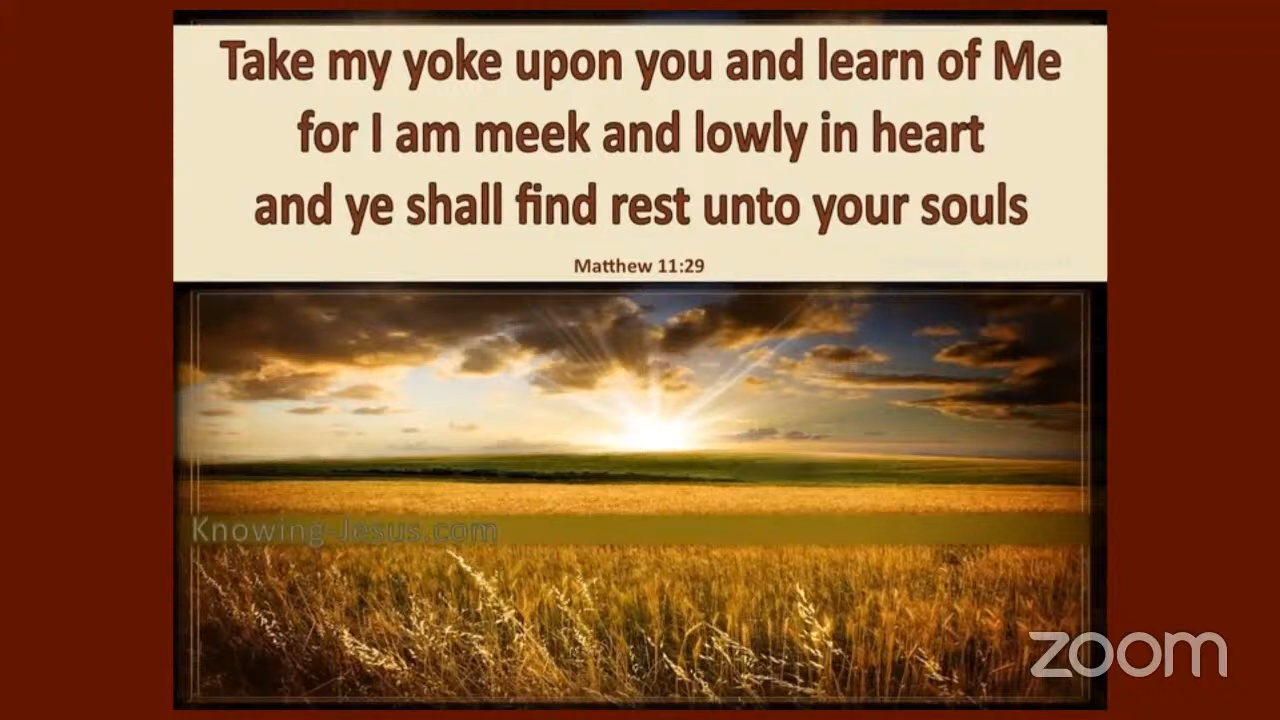 Take my yoke upon you and learn of Me
for I am meek and lowly in heart
and ye shall find rest unto your souls
Matthew 11:29
Knowing-Jesus.com
zoom